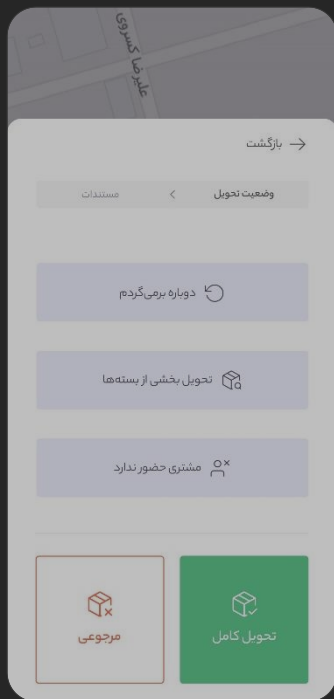 علیرضا کسروی
بازگشت
وضعیت تحویل
مستندات
دوباره برمی‌گردم
تحویل بخشی از بسته‌ها
مشتری حضور ندارد
تحویل کامل
مرجوعی